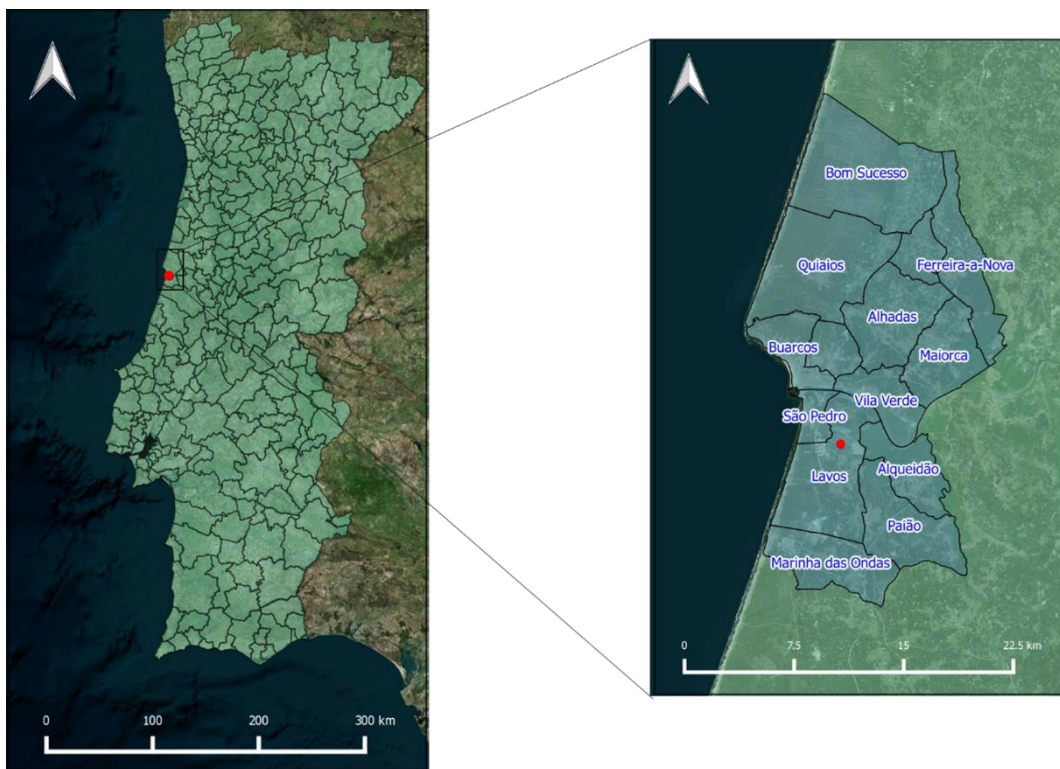 0
100
200
300 km
Bom Sucesso
Quiaios
Ferreira-a-Nova
Alhadas
Buarcos
Maiorca
Vila Verde
São Pedro
Alqueidão
Lavos
Paião
Marinha das Ondas
0
7.5
15
22.5 km